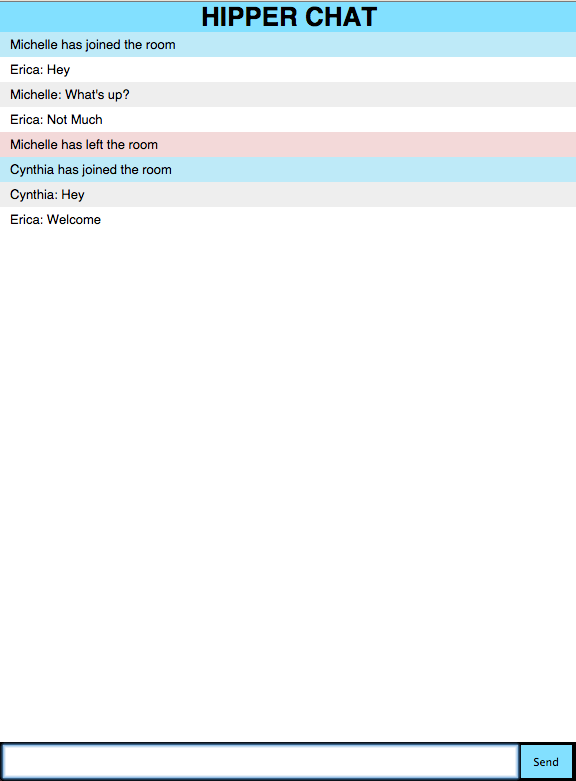 HIPPER CHAT
Michelle has joined the room
Erica: Hey
Michelle: What's up?
Erica: Not Much
Michelle has left the room
Cynthia has joined the room
Cynthia: Hey
Erica: Welcome
Send